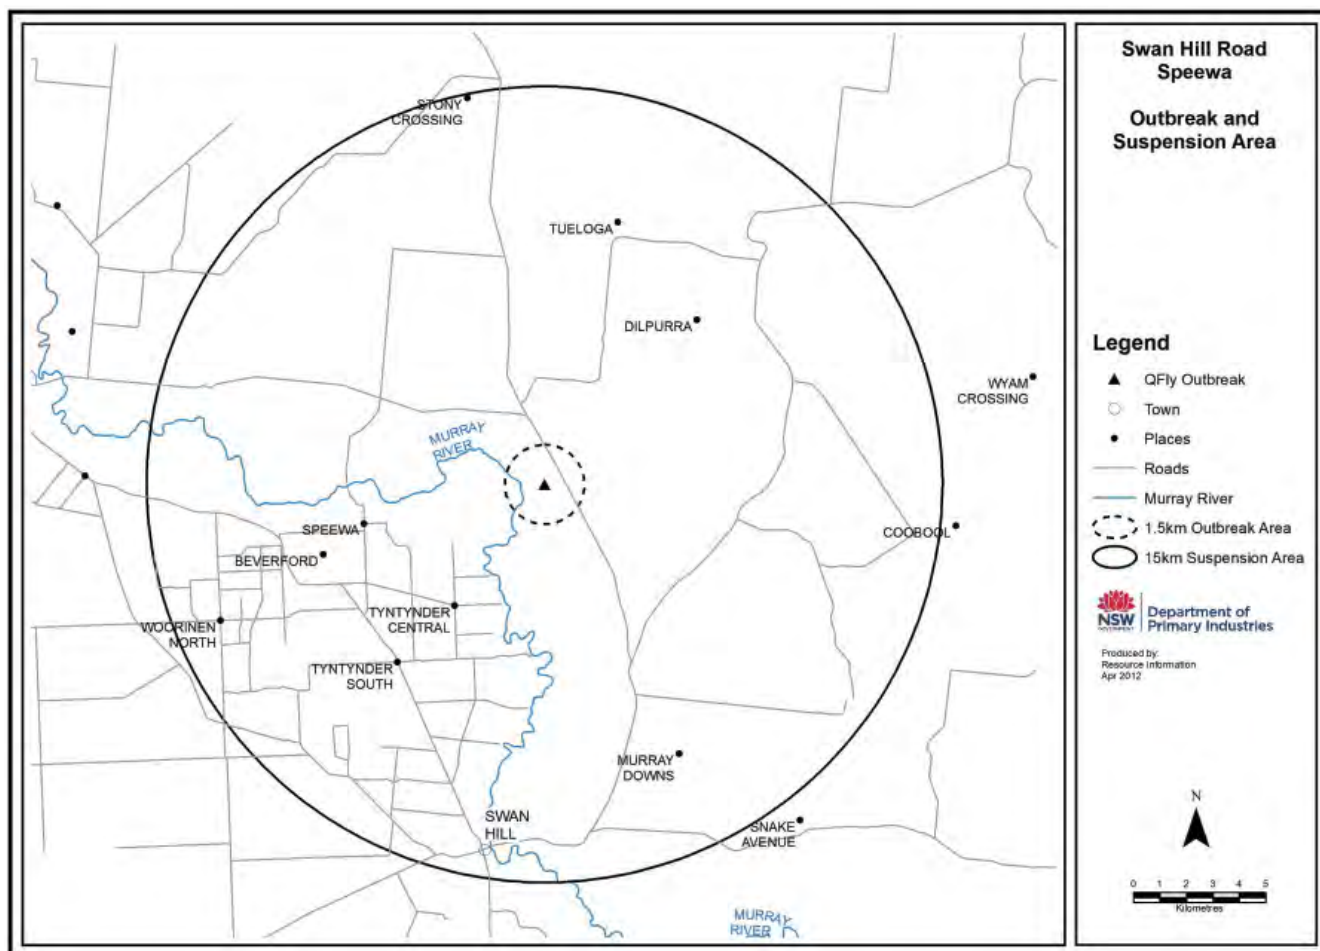 Swan Hill Road
Speewa
Outbreak and
Suspension Area
STONY
CROSSING
TUELOGA
DILPURRA
WYAM
CROSSING
MURRAY
RIVER
SPEEWA
COOBOOL
BEVERFORD
TYNTYNDER
CENTRAL
WOORINEN
NORTH
TYNTYNDER
SOUTH
MURRAY
DOWNS
SWAN
HILL
SNAKE
AVENUE
MURRAY
RIVER
Legend
QFly Outbreak
Town
Places
Roads
Murray River
1.5km Outbreak Area
15km Suspension Area
NSW
GOVERNMENT
Department of
Primary Industries
Produced by:
Resource Information
Apr 2012
N
0 1 2 3 4 5
Kilometres